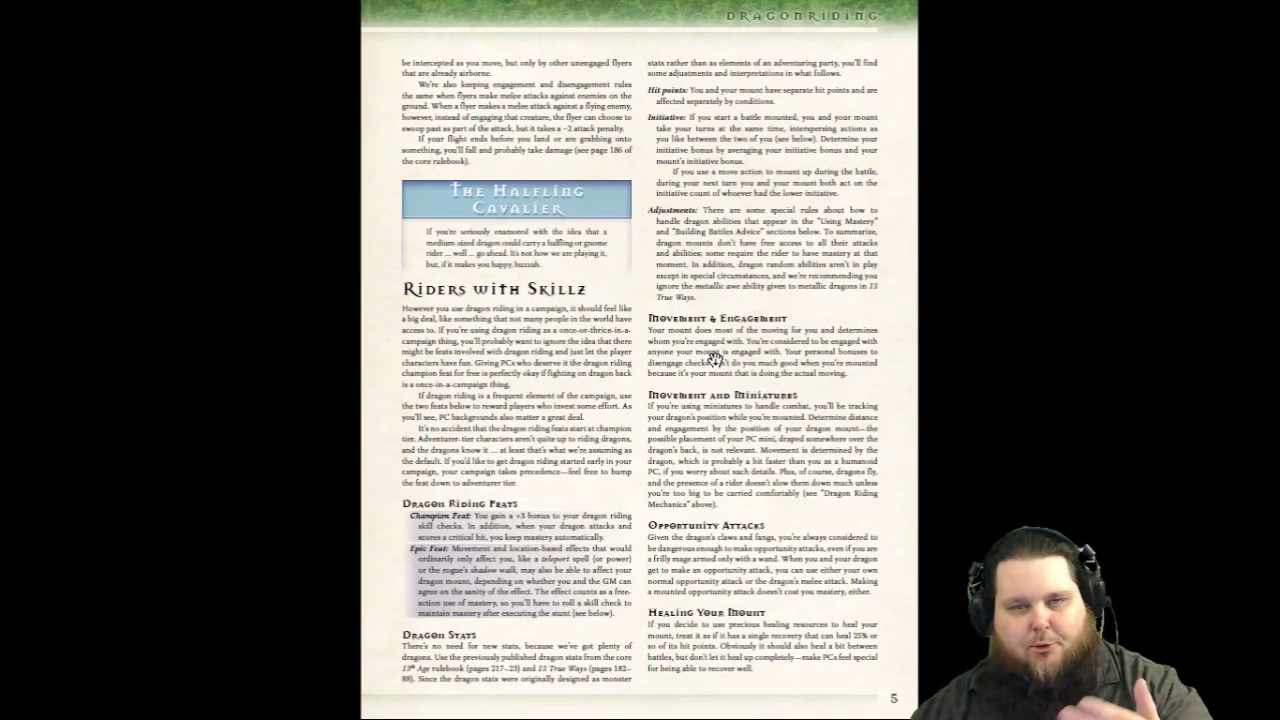 DRAGONRIDING
be intercepted as you move, but only by other unengaged flyers
that are already airborne.
We're also keeping engagement and disengagement rules
the same when flyers make melee attacks against enemies on the
ground. When a flyer makes a melee attack against a flying enemy,
however, instead of engaging that creature, the flyer can choose to
swoop past as part of the attack, but it takes a –2 attack penalty.
If your flight ends before you land or are grabbing onto
something, you'll fall and probably take damage (see page 186 of
the core rulebook).
The Halfling
Cavalier
If you're seriously enamored with the idea that a
medium-sized dragon could carry a halfling or gnome
rider ... well ... go ahead. It's not how we are playing it,
but, if it makes you happy, huzzah.
Riders with Skillz
However you use dragon riding in a campaign, it should feel like
a big deal, like something that not many people in the world have
access to. If you're using dragon riding as a once-or-thrice-in-a-
campaign thing, you'll probably want to ignore the idea that there
might be feats involved with dragon riding and just let the player
characters have fun. Giving PCs who deserve it the dragon riding
champion feat for free is perfectly okay if fighting on dragon back
is a once-in-a-campaign thing.
If dragon riding is a frequent element of the campaign, use
the two feats below to reward players who invest some effort. As
you'll see, PC backgrounds also matter a great deal.
It's no accident that the dragon riding feats start at champion
tier. Adventurer-tier characters aren't quite up to riding dragons,
and the dragons know it ... at least that's what we're assuming as
the default. If you'd like to get dragon riding started early in your
campaign, your campaign takes precedence—feel free to bump
the feat down to adventurer tier.
Dragon Riding Feats
Champion Feat: You gain a +3 bonus to your dragon riding
skill checks. In addition, when your dragon attacks and
scores a critical hit, you keep mastery automatically.
Epic Feat: Movement and location-based effects that would
ordinarily only affect you, like a teleport spell (or power)
or the rogue's shadow walk, may also be able to affect your
dragon mount, depending on whether you and the GM can
agree on the sanity of the effect. The effect counts as a free-
action use of mastery, so you'll have to roll a skill check to
maintain mastery after executing the stunt (see below).
Dragon Stats
There's no need for new stats, because we've got plenty of
dragons. Use the previously published dragon stats from the core
13th Age rulebook (pages 217–23) and 13 True Ways (pages 182–
88). Since the dragon stats were originally designed as monster
stats rather than as elements of an adventuring party, you'll find
some adjustments and interpretations in what follows.
Hit points: You and your mount have separate hit points and are
affected separately by conditions.
Initiative: If you start a battle mounted, you and your mount
take your turns at the same time, interspersing actions as
you like between the two of you (see below). Determine your
initiative bonus by averaging your initiative bonus and your
mount's initiative bonus.
If you use a move action to mount up during the battle,
during your next turn you and your mount both act on the
initiative count of whoever had the lower initiative.
Adjustments: There are some special rules about how to
handle dragon abilities that appear in the "Using Mastery"
and "Building Battles Advice" sections below. To summarize,
dragon mounts don't have free access to all their attacks
and abilities; some require the rider to have mastery at that
moment. In addition, dragon random abilities aren't in play
except in special circumstances, and we're recommending you
ignore the metallic awe ability given to metallic dragons in 13
True Ways.
Movement & Engagement
Your mount does most of the moving for you and determines
whom you're engaged with. You're considered to be engaged with
anyone your mount is engaged with. Your personal bonuses to
disengage do you much good when you're mounted
because it's your mount that is doing the actual moving.
Movement and Miniatures
If you're using miniatures to handle combat, you'll be tracking
your dragon's position while you're mounted. Determine distance
and engagement by the position of your dragon mount—the
possible placement of your PC mini, draped somewhere over the
dragon's back, is not relevant. Movement is determined by the
dragon, which is probably a bit faster than you as a humanoid
PC, if you worry about such details. Plus, of course, dragons fly,
and the presence of a rider doesn't slow them down much unless
you're too big to be carried comfortably (see "Dragon Riding
Mechanics" above).
Opportunity Attacks
Given the dragon's claws and fangs, you're always considered to
be dangerous enough to make opportunity attacks, even if you are
a frilly mage armed only with a wand. When you and your dragon
get to make an opportunity attack, you can use either your own
normal opportunity attack or the dragon's melee attack. Making
a mounted opportunity attack doesn't cost you mastery, either.
Healing Your Mount
If you decide to use precious healing resources to heal your
mount, treat it as if it has a single recovery that can heal 25% or
so of its hit points. Obviously it should also heal a bit between
battles, but don't let it heal up completely—make PCs feel special
for being able to recover well.
5